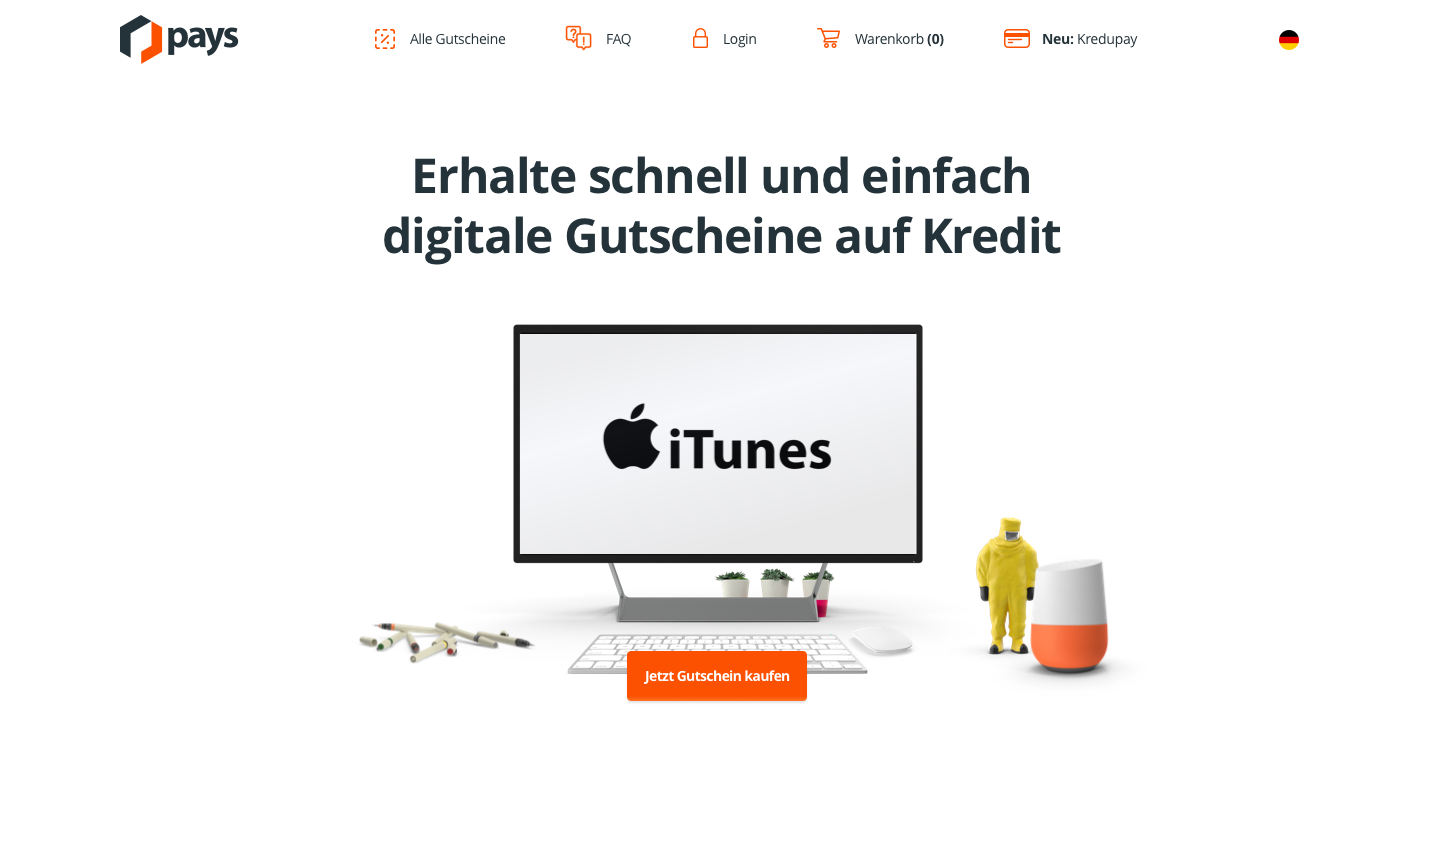 pays
Alle Gutscheine
FAQ
Login
Warenkorb (0)
Neu: Kredupay
Erhalte schnell und einfach
digitale Gutscheine auf Kredit
iTunes
Jetzt Gutschein kaufen